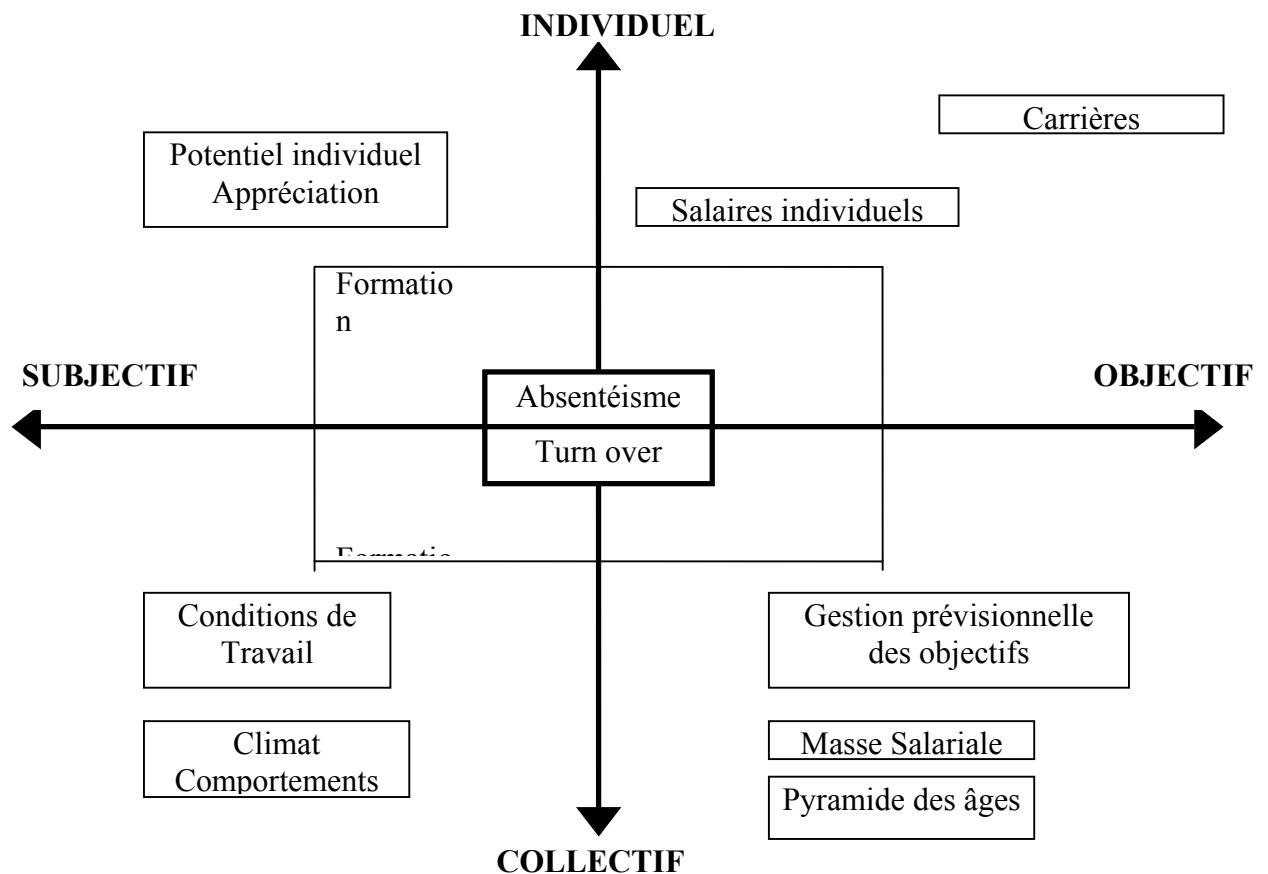 INDIVIDUEL
Carrières
Potentiel individuel
Appréciation
Salaires individuels
Formatio
n
SUBJECTIF
OBJECTIF
Absentéisme
Turn over
Conditions de
Travail
Gestion prévisionnelle
des objectifs
Climat
Comportements
Masse Salariale
Pyramide des âges
COLLECTIF